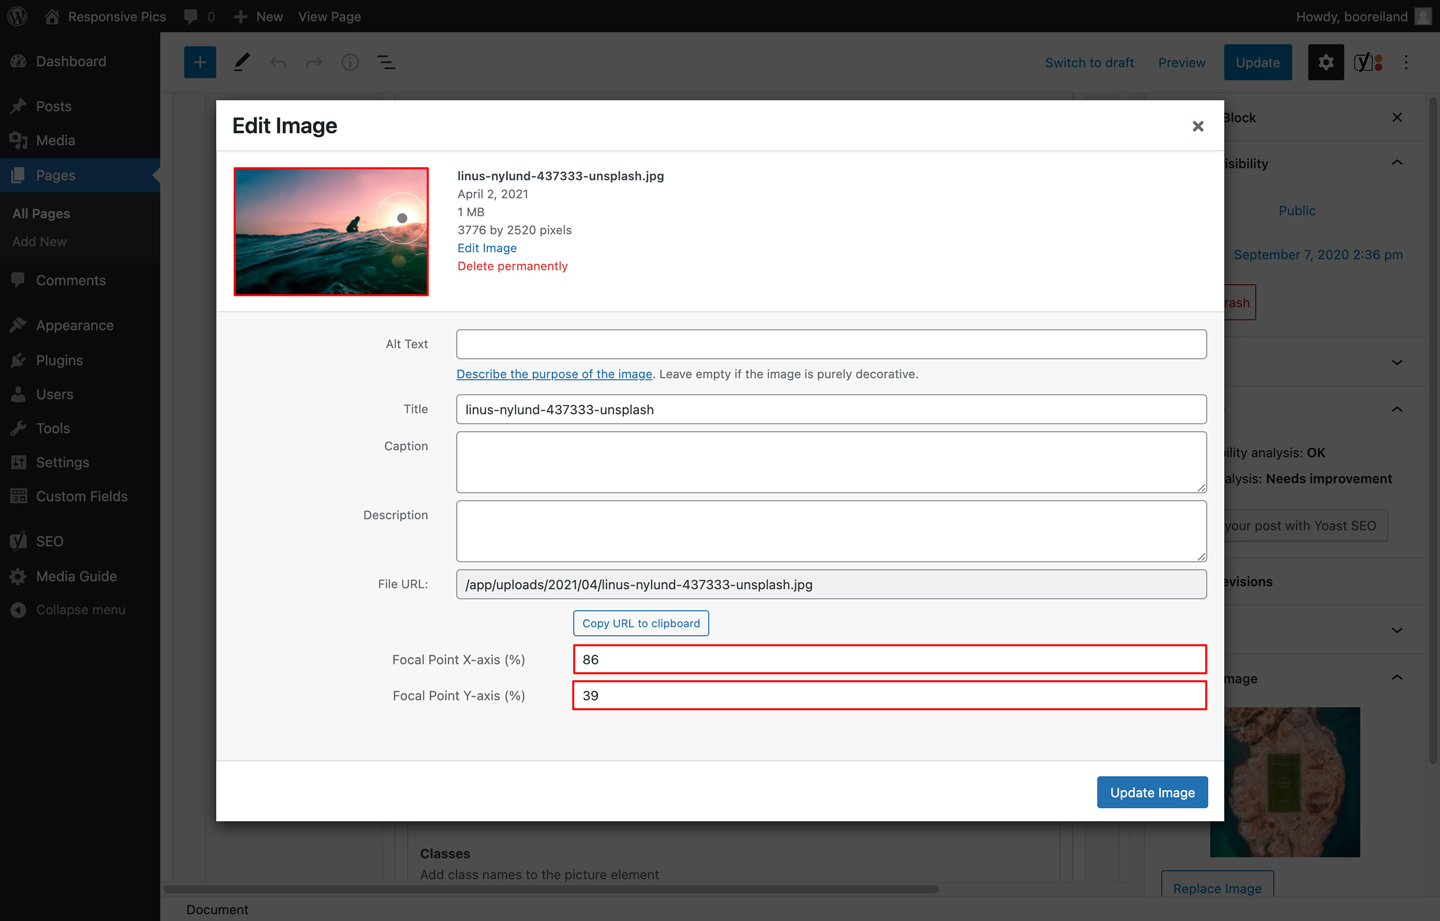 Responsive Pics
0
New
View Page
Howdy, booreiland
Dashboard
Posts
Media
Pages
All Pages
Add New
Comments
Appearance
Plugins
Users
Tools
Settings
Custom Fields
SEO
Media Guide
Collapse menu
Switch to draft
Preview
Update
Edit Image
linus-nylund-437333-unsplash.jpg
April 2, 2021
1 MB
3776 by 2520 pixels
Edit Image
Delete permanently
Alt Text
Describe the purpose of the image. Leave empty if the image is purely decorative.
Title
linus-nylund-437333-unsplash
Caption
Description
File URL:
/app/uploads/2021/04/linus-nylund-437333-unsplash.jpg
Copy URL to clipboard
Focal Point X-axis (%)
86
Focal Point Y-axis (%)
39
Update Image
Block
isibility
Public
September 7, 2020 2:36 pm
rash
ility analysis: OK
alysis: Needs improvement
your post with Yoast SEO
evisions
mage
Replace Image
Classes
Add class names to the picture element
Document